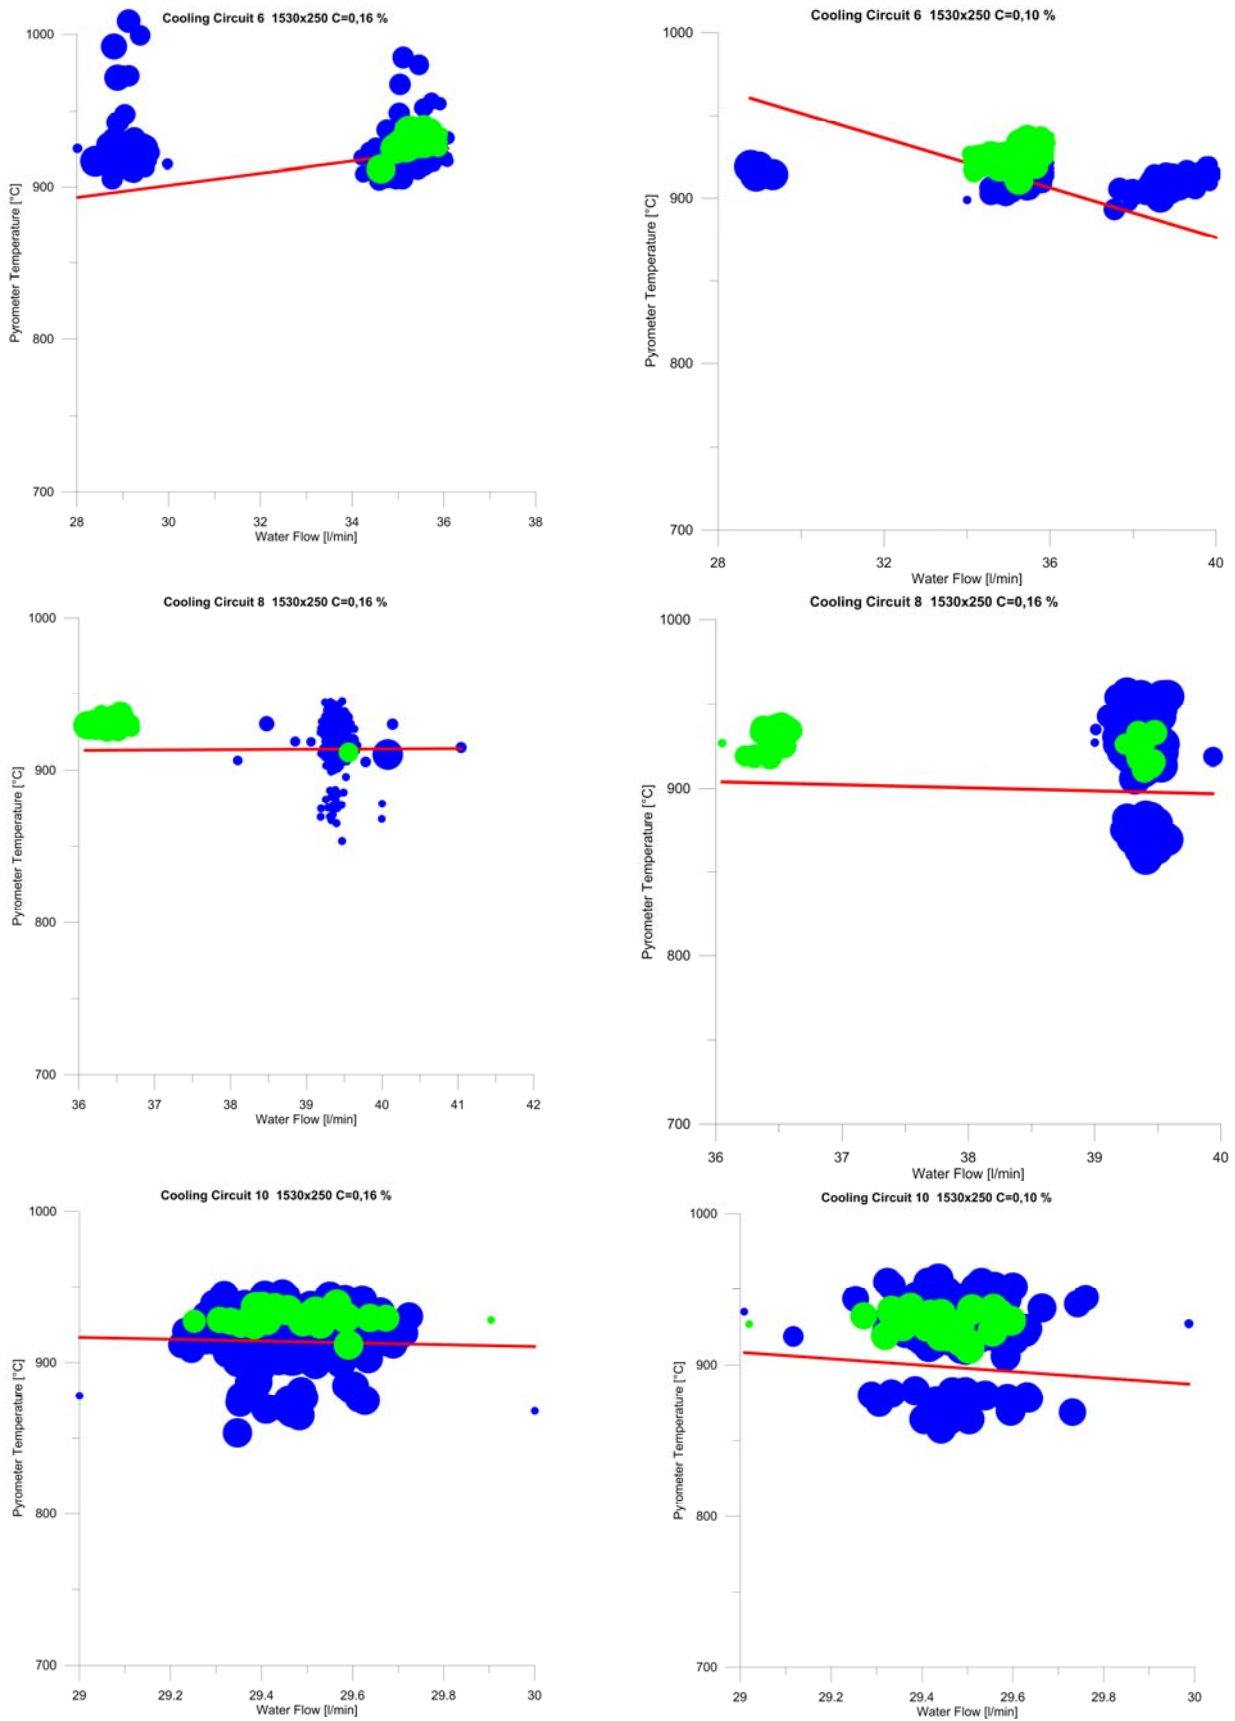 Cooling Circuit 6 1530x250 C=0,16 %
1000
900
800
700
Pyrometer Temperature [°C]
28 30 32 34 36 38
Water Flow [l/min]
Cooling Circuit 6 1530x250 C=0,10 %
1000
900
800
700
Pyrometer Temperature [°C]
28 32 36 40
Water Flow [l/min]
Cooling Circuit 8 1530x250 C=0,16 %
1000
900
800
700
Pyrometer Temperature [°C]
36 37 38 39 40 41 42
Water Flow [l/min]
Cooling Circuit 8 1530x250 C=0,16 %
1000
900
800
700
Pyrometer Temperature [°C]
36 37 38 39 40
Water Flow [l/min]
Cooling Circuit 10 1530x250 C=0,16 %
1000
900
800
700
Pyrometer Temperature [°C]
29 29.2 29.4 29.6 29.8 30
Water Flow [l/min]
Cooling Circuit 10 1530x250 C=0,10 %
1000
900
800
700
Pyrometer Temperature [°C]
29 29.2 29.4 29.6 29.8 30
Water Flow [l/min]